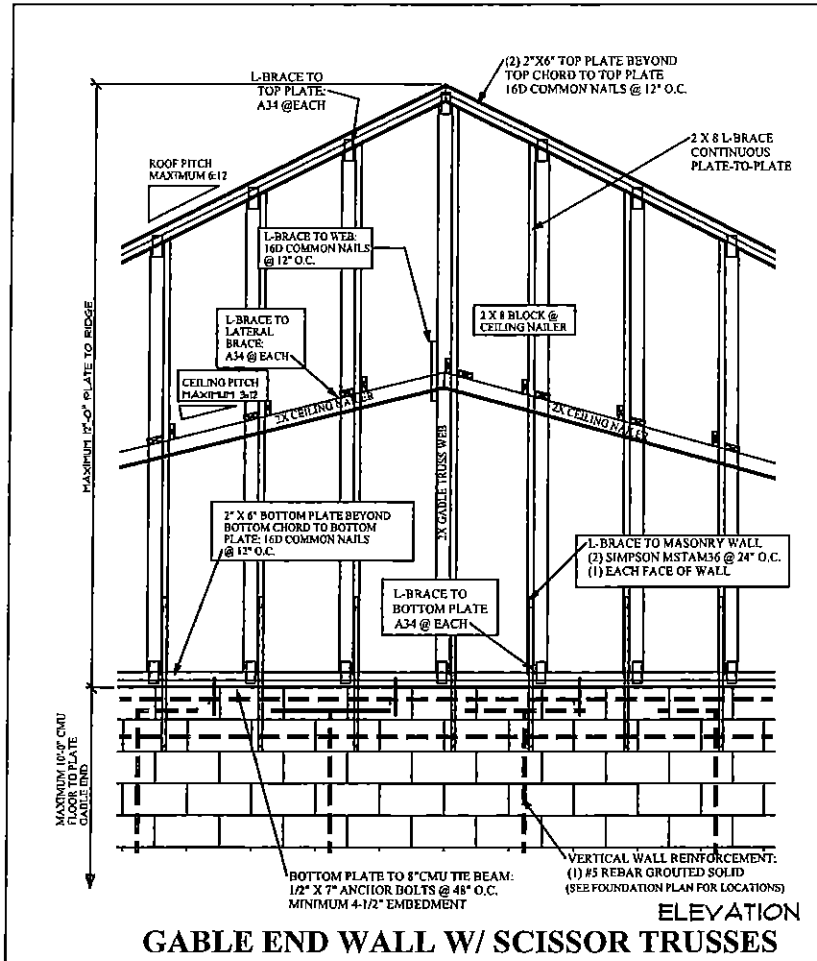 (2) 2"X6" TOP PLATE BEYOND
TOP CHORD TO TOP PLATE
16D COMMON NAILS @ 12" O.C.
L-BRACE TO
TOP PLATE:
A34 @EACH
2 X 8 L-BRACE
CONTINUOUS
PLATE-TO-PLATE
ROOF PITCH
MAXIMUM 6:12
L-BRACE TO WEB:
16D COMMON NAILS
@ 12" O.C.
2 X 8 BLOCK @
CEILING NAILER
L-BRACE TO
LATERAL
BRACE:
A34 @ EACH
CEILING PITCH
MAXIMUM 3:12
2X CEILING NAILER
2X CEILING NAILER
MAXIMUM 12'-0" PLATE TO RIDGE
2X GABLE TRUSS WEB
2" X 6" BOTTOM PLATE BEYOND
BOTTOM CHORD TO BOTTOM
PLATE: 16D COMMON NAILS
@ 12" O.C.
L-BRACE TO MASONRY WALL
(2) SIMPSON MSTAM36 @ 24" O.C.
(1) EACH FACE OF WALL
L-BRACE TO
BOTTOM PLATE
A34 @ EACH
MAXIMUM 10'-0" CMU
FLOOR TO PLATE
GABLE END
BOTTOM PLATE TO 8"CMU TIE BEAM:
1/2" X 7" ANCHOR BOLTS @ 48" O.C.
MINIMUM 4-1/2" EMBEDMENT
VERTICAL WALL REINFORCEMENT:
(1) #5 REBAR GROUTED SOLID
(SEE FOUNDATION PLAN FOR LOCATIONS)
ELEVATION
GABLE END WALL W/ SCISSOR TRUSSES